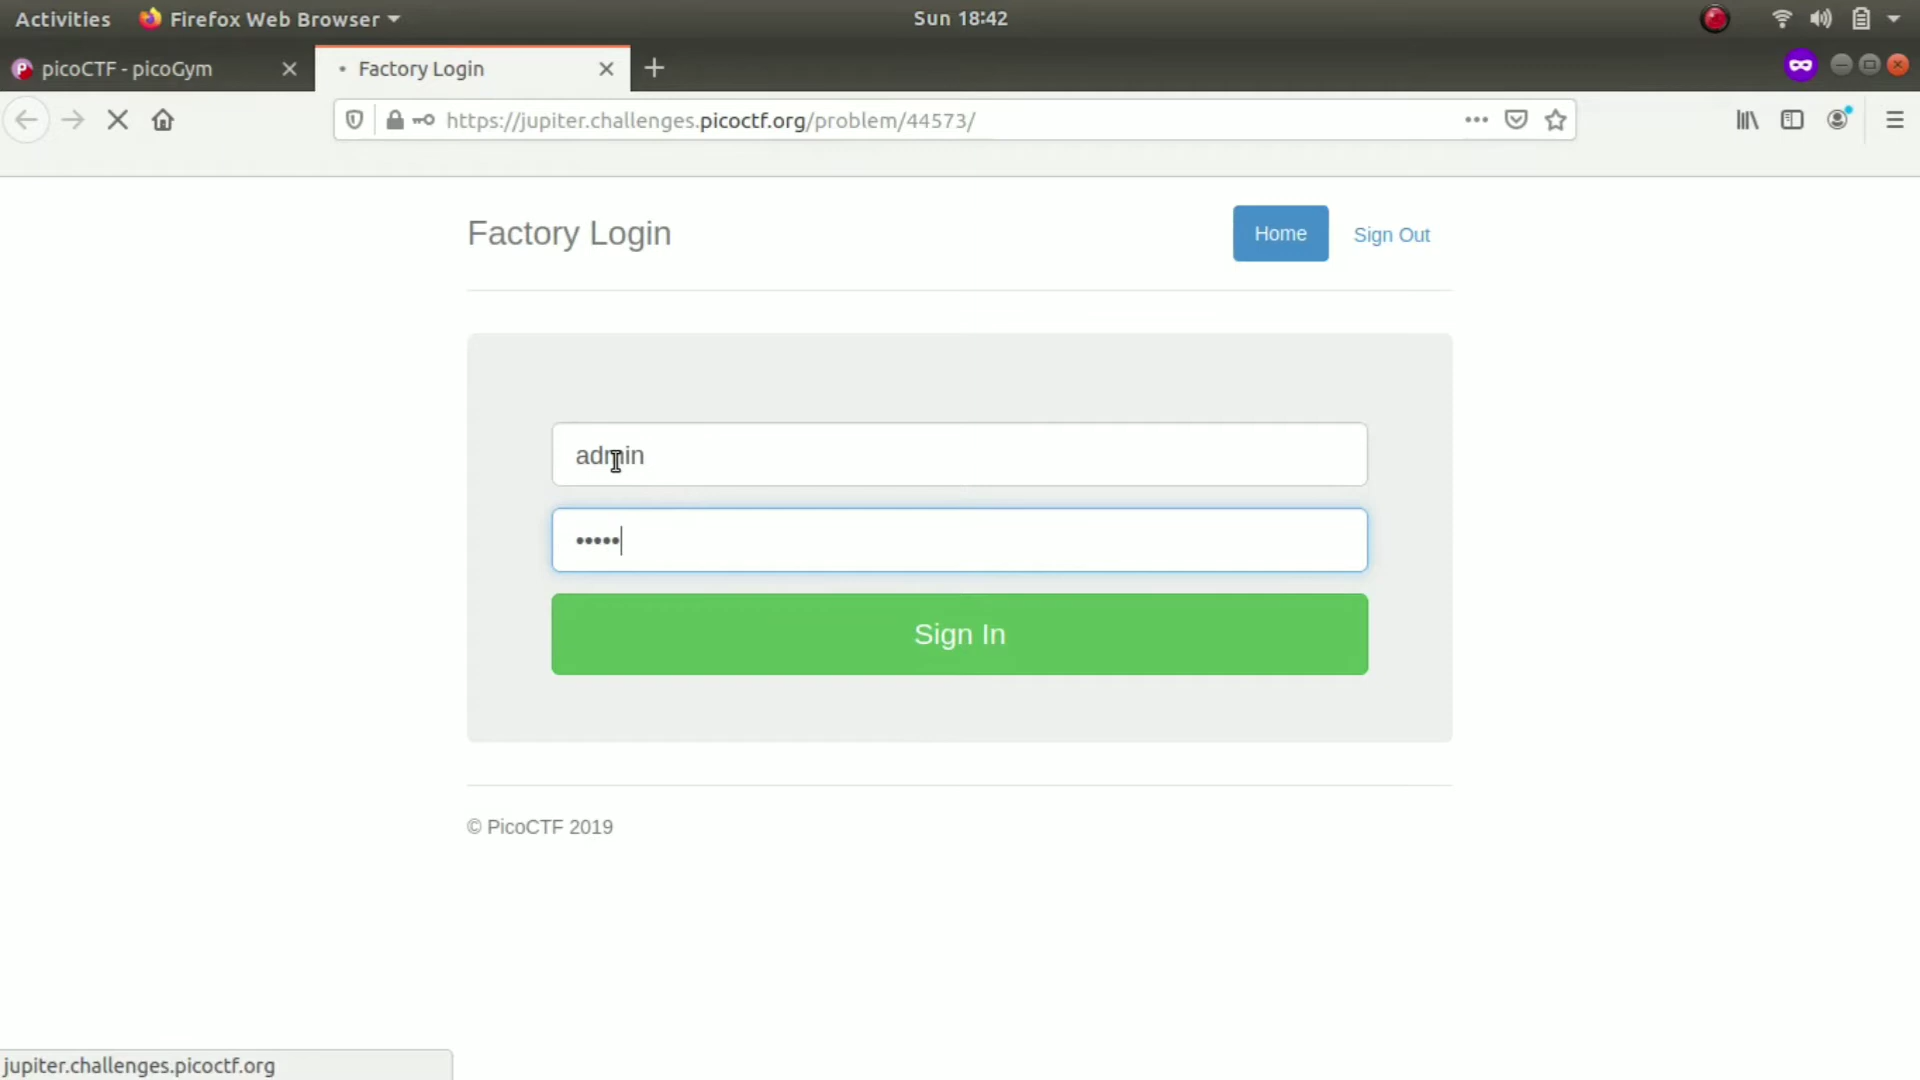 Activities Firefox Web Browser Sun 18:42
picoCTF - picoGym Factory Login
https://jupiter.challenges.picoctf.org/problem/44573/
Factory Login Home Sign Out
admin
•••••
Sign In
© PicoCTF 2019
jupiter.challenges.picoctf.org